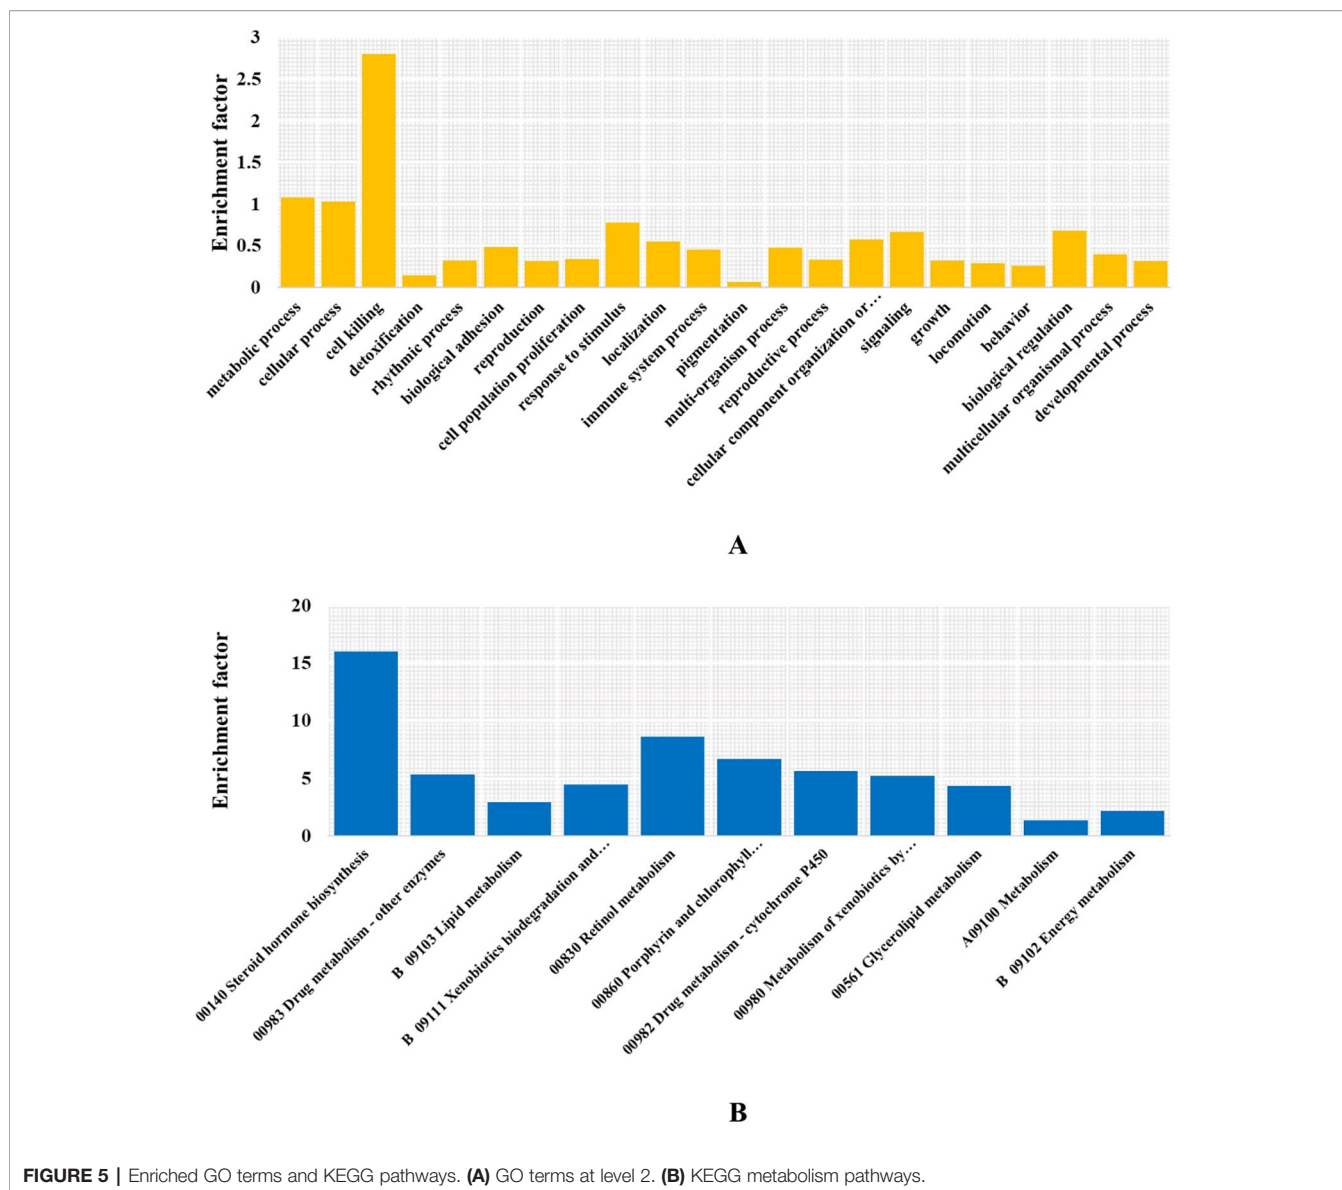 3
2.5
2
1.5
1
0.5
0
Enrichment factor
metabolic process
cellular process
cell killing
detoxification
rhythmic process
biological adhesion
reproduction
cell population proliferation
response to stimulus
localization
immune system process
pigmentation
multi-organism process
reproductive process
cellular component organization or…
signaling
growth
locomotion
behavior
biological regulation
multicellular organismal process
developmental process
A
20
15
10
5
0
Enrichment factor
00140 Steroid hormone biosynthesis
00983 Drug metabolism - other enzymes
B 09103 Lipid metabolism
B 09111 Xenobiotics biodegradation and…
00830 Retinol metabolism
00860 Porphyrin and chlorophyll…
00982 Drug metabolism - cytochrome P450
00980 Metabolism of xenobiotics by…
00561 Glycerolipid metabolism
A09100 Metabolism
B 09102 Energy metabolism
B
FIGURE 5 | Enriched GO terms and KEGG pathways. (A) GO terms at level 2. (B) KEGG metabolism pathways.